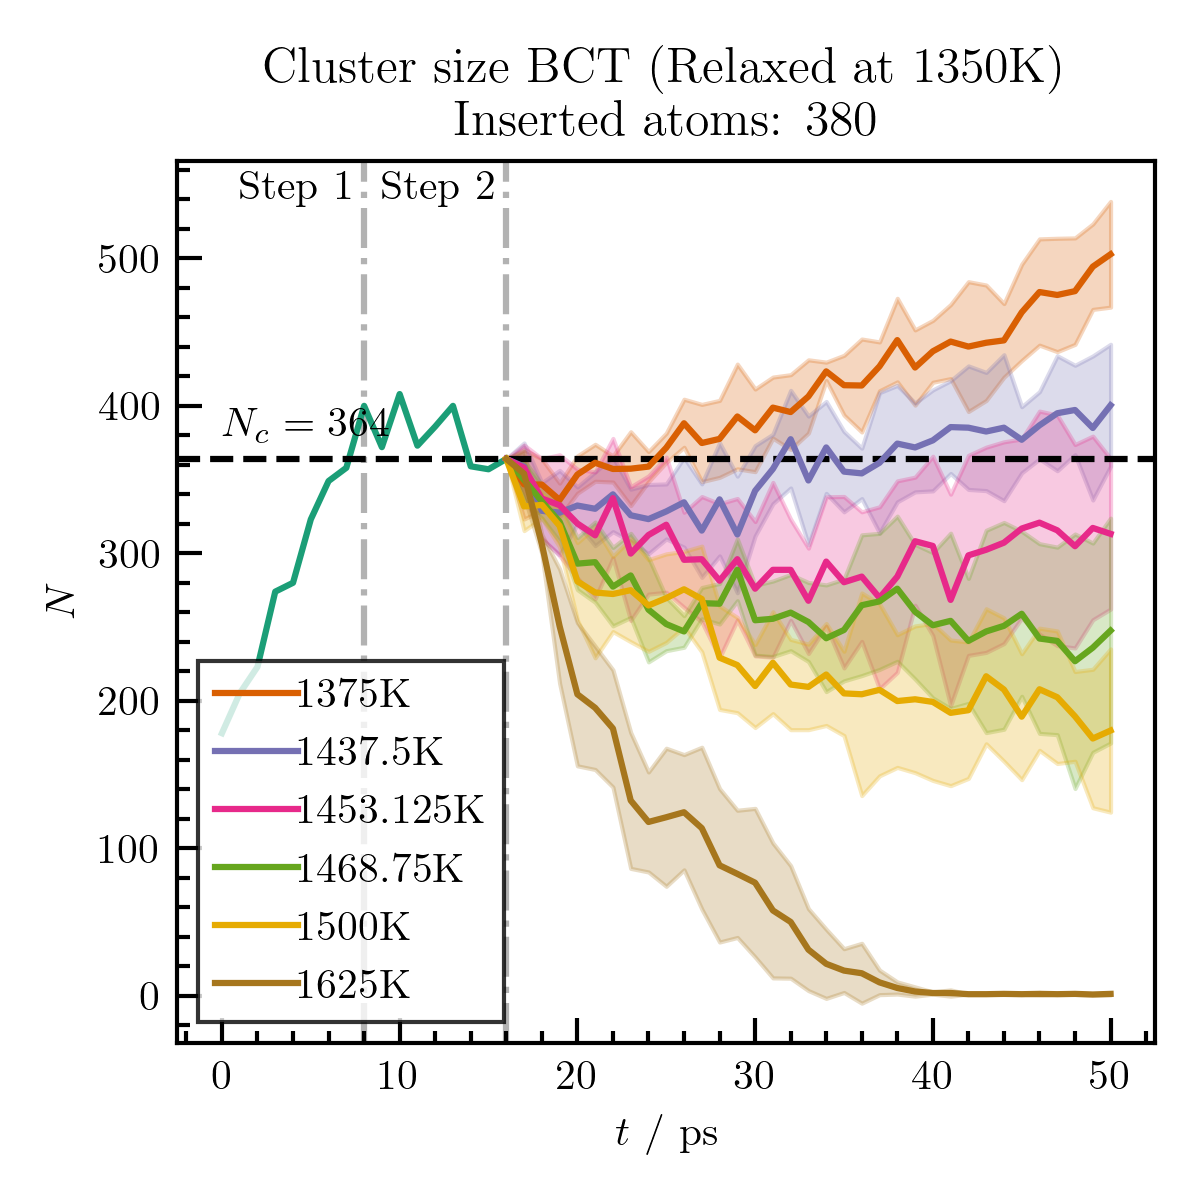 Cluster size BCT (Relaxed at 1350K)
Inserted atoms: 380
Step 1
Step 2
500
400
300
200
100
0
N
N_c = 364
1375K
1437.5K
1453.125K
1468.75K
1500K
1625K
0
10
20
30
40
50
t / ps